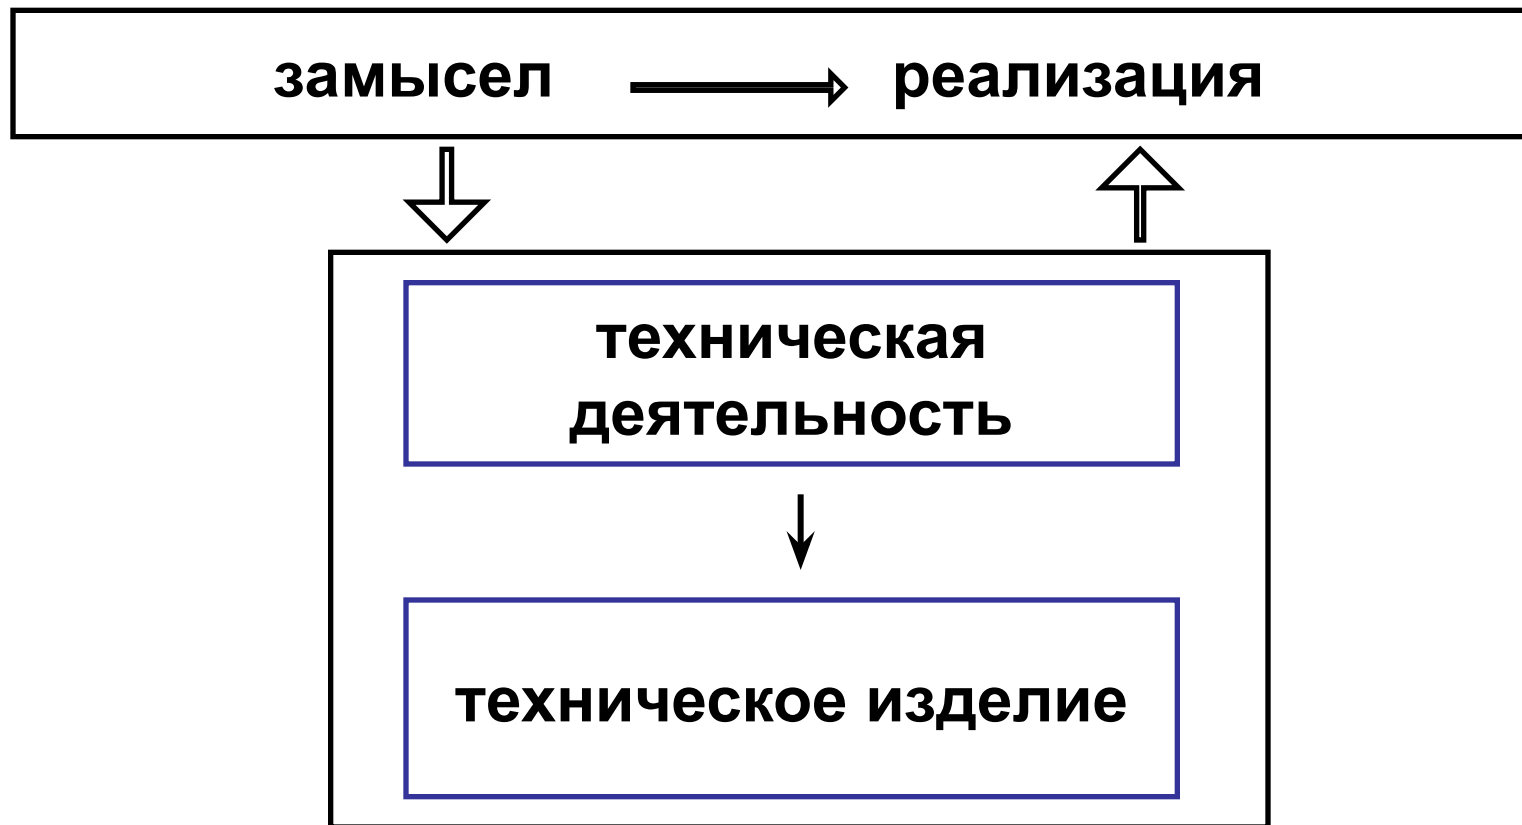 замысел реализация
техническая
деятельность
техническое изделие